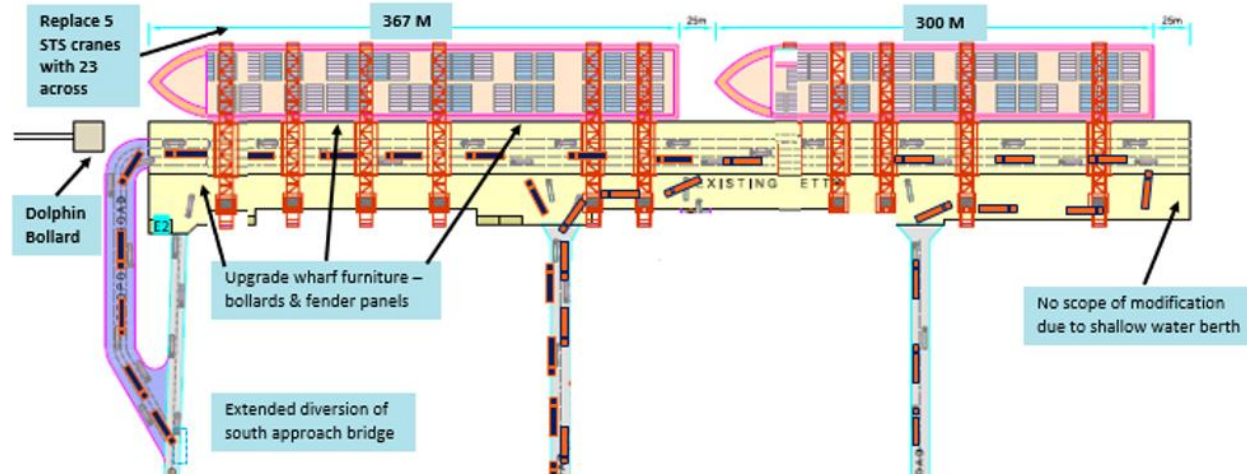 Replace 5
STS cranes
with 23
across
367 M
25m
300 M
25m
Dolphin
Bollard
EXISTING
E2
Upgrade wharf furniture –
bollards & fender panels
No scope of modification
due to shallow water berth
Extended diversion of
south approach bridge